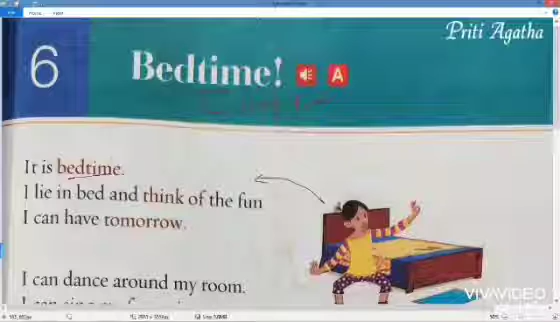 Priti Agatha
6
Bedtime!
A
It is bedtime.
I lie in bed and think of the fun
I can have tomorrow.
I can dance around my room.
VIVAVIDEO